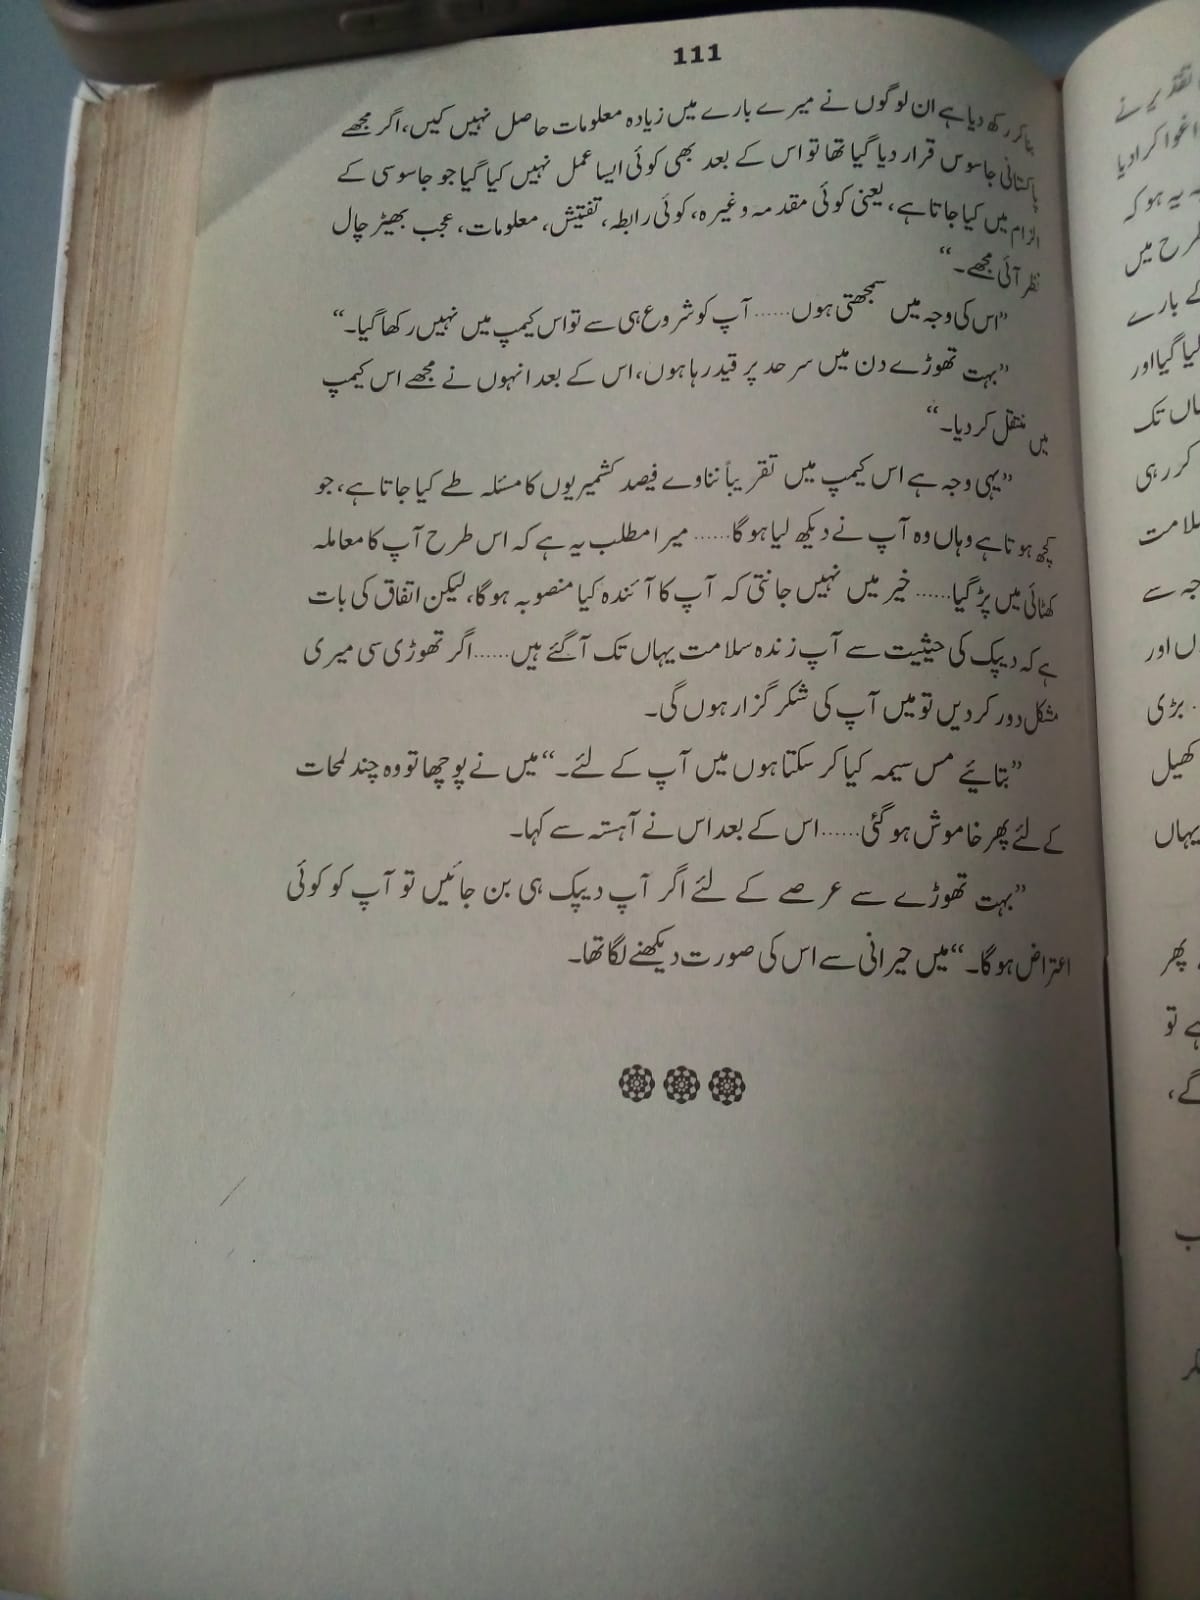 111
کر رکھ دیا ہے ان لوگوں نے میرے بارے میں زیادہ معلومات حاصل نہیں کیں، اگر مجھے
پاکستانی جاسوس قرار دیا گیا تھا تو اس کے بعد بھی کوئی ایسا عمل نہیں کیا گیا جو جاسوسی کے
الزام میں کیا جاتا ہے، یعنی کوئی مقدمہ وغیرہ، کوئی رابطہ، تفتیش، معلومات، عجب بھیڑ چال
نظر آئی مجھے۔“
”اس کی وجہ میں سمجھتی ہوں...... آپ کو شروع ہی سے تو اس کیمپ میں نہیں رکھا گیا۔“
”بہت تھوڑے دن میں سرحد پر قید رہا ہوں، اس کے بعد انہوں نے مجھے اس کیمپ
میں منتقل کر دیا۔“
”یہی وجہ ہے اس کیمپ میں تقریباً ننانوے فیصد کشمیریوں کا مسئلہ طے کیا جاتا ہے، جو
کچھ ہوتا ہے وہاں وہ آپ نے دیکھ لیا ہو گا...... میرا مطلب یہ ہے کہ اس طرح آپ کا معاملہ
کھٹائی میں پڑ گیا...... خیر میں نہیں جانتی کہ آپ کا آئندہ کیا منصوبہ ہو گا، لیکن اتفاق کی بات
ہے کہ دیپک کی حیثیت سے آپ زندہ سلامت یہاں تک آ گئے ہیں...... اگر تھوڑی سی میری
مشکل دور کر دیں تو میں آپ کی شکر گزار ہوں گی۔
”بتائیے مس سیمہ کیا کر سکتا ہوں میں آپ کے لئے۔“ میں نے پوچھا تو وہ چند لمحات
کے لئے پھر خاموش ہو گئی...... اس کے بعد اس نے آہستہ سے کہا۔
”بہت تھوڑے سے عرصے کے لئے اگر آپ دیپک ہی بن جائیں تو آپ کو کوئی
اعتراض ہو گا۔“ میں حیرانی سے اس کی صورت دیکھنے لگا تھا۔